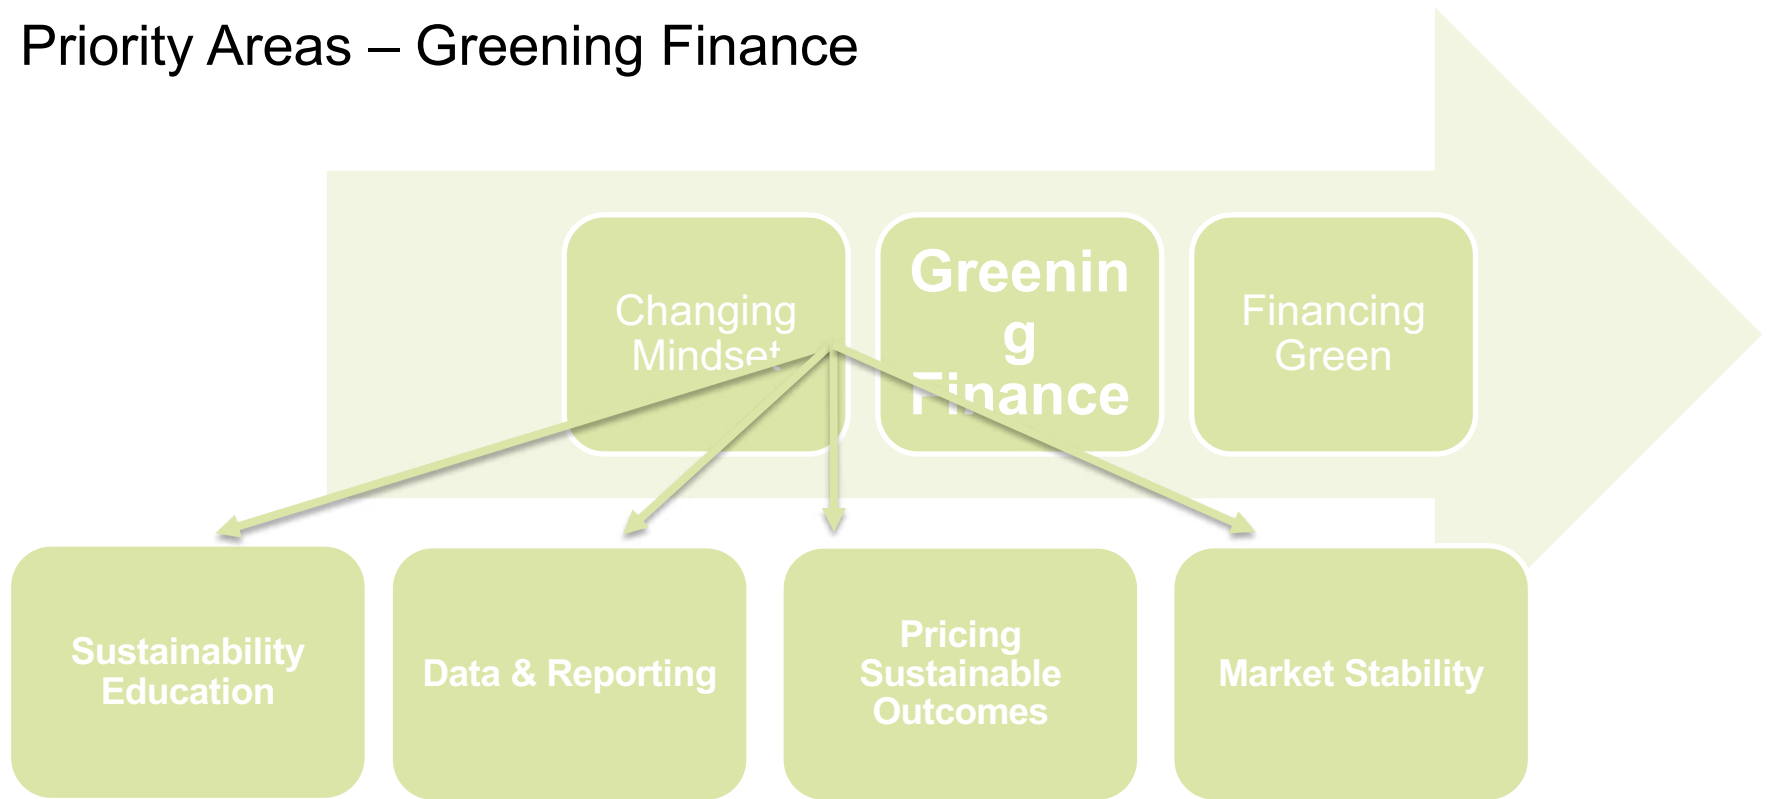 Priority Areas – Greening Finance
Changing
Mindset
Greenin
g
Finance
Financing
Green
Sustainability
Education
Data & Reporting
Pricing
Sustainable
Outcomes
Market Stability